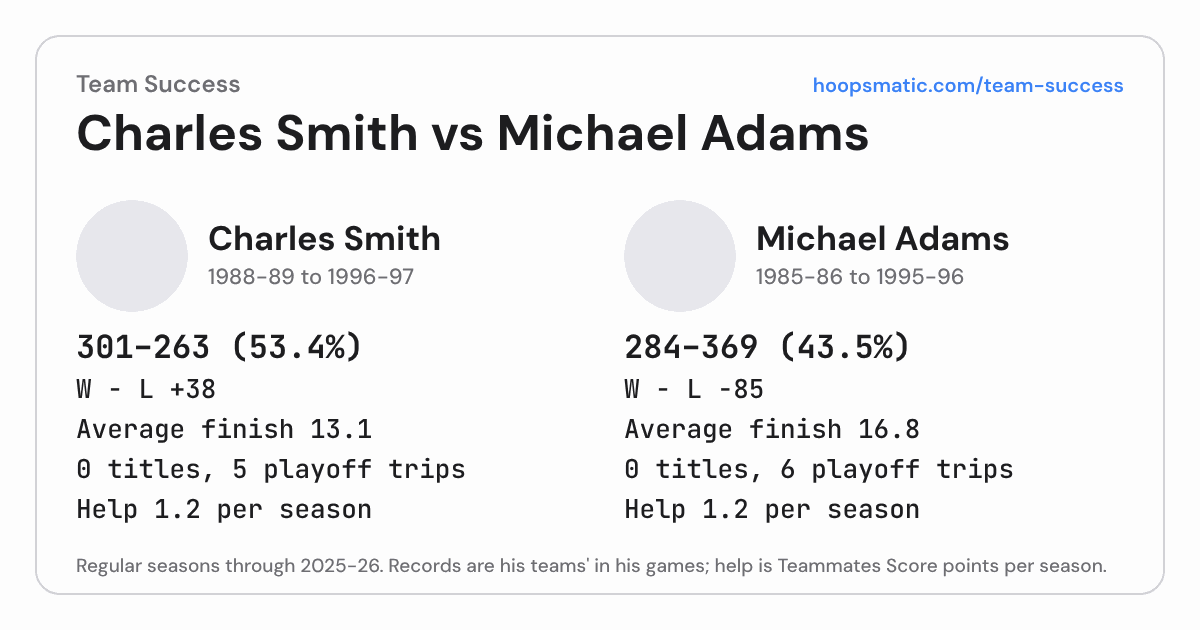 Team Success
hoopsmatic.com/team-success
Charles Smith vs Michael Adams
Charles Smith
1988-89 to 1996-97
301-263 (53.4%)
W - L +38
Average finish 13.1
0 titles, 5 playoff trips
Help 1.2 per season
Michael Adams
1985-86 to 1995-96
284-369 (43.5%)
W - L -85
Average finish 16.8
0 titles, 6 playoff trips
Help 1.2 per season
Regular seasons through 2025-26. Records are his teams' in his games; help is Teammates Score points per season.